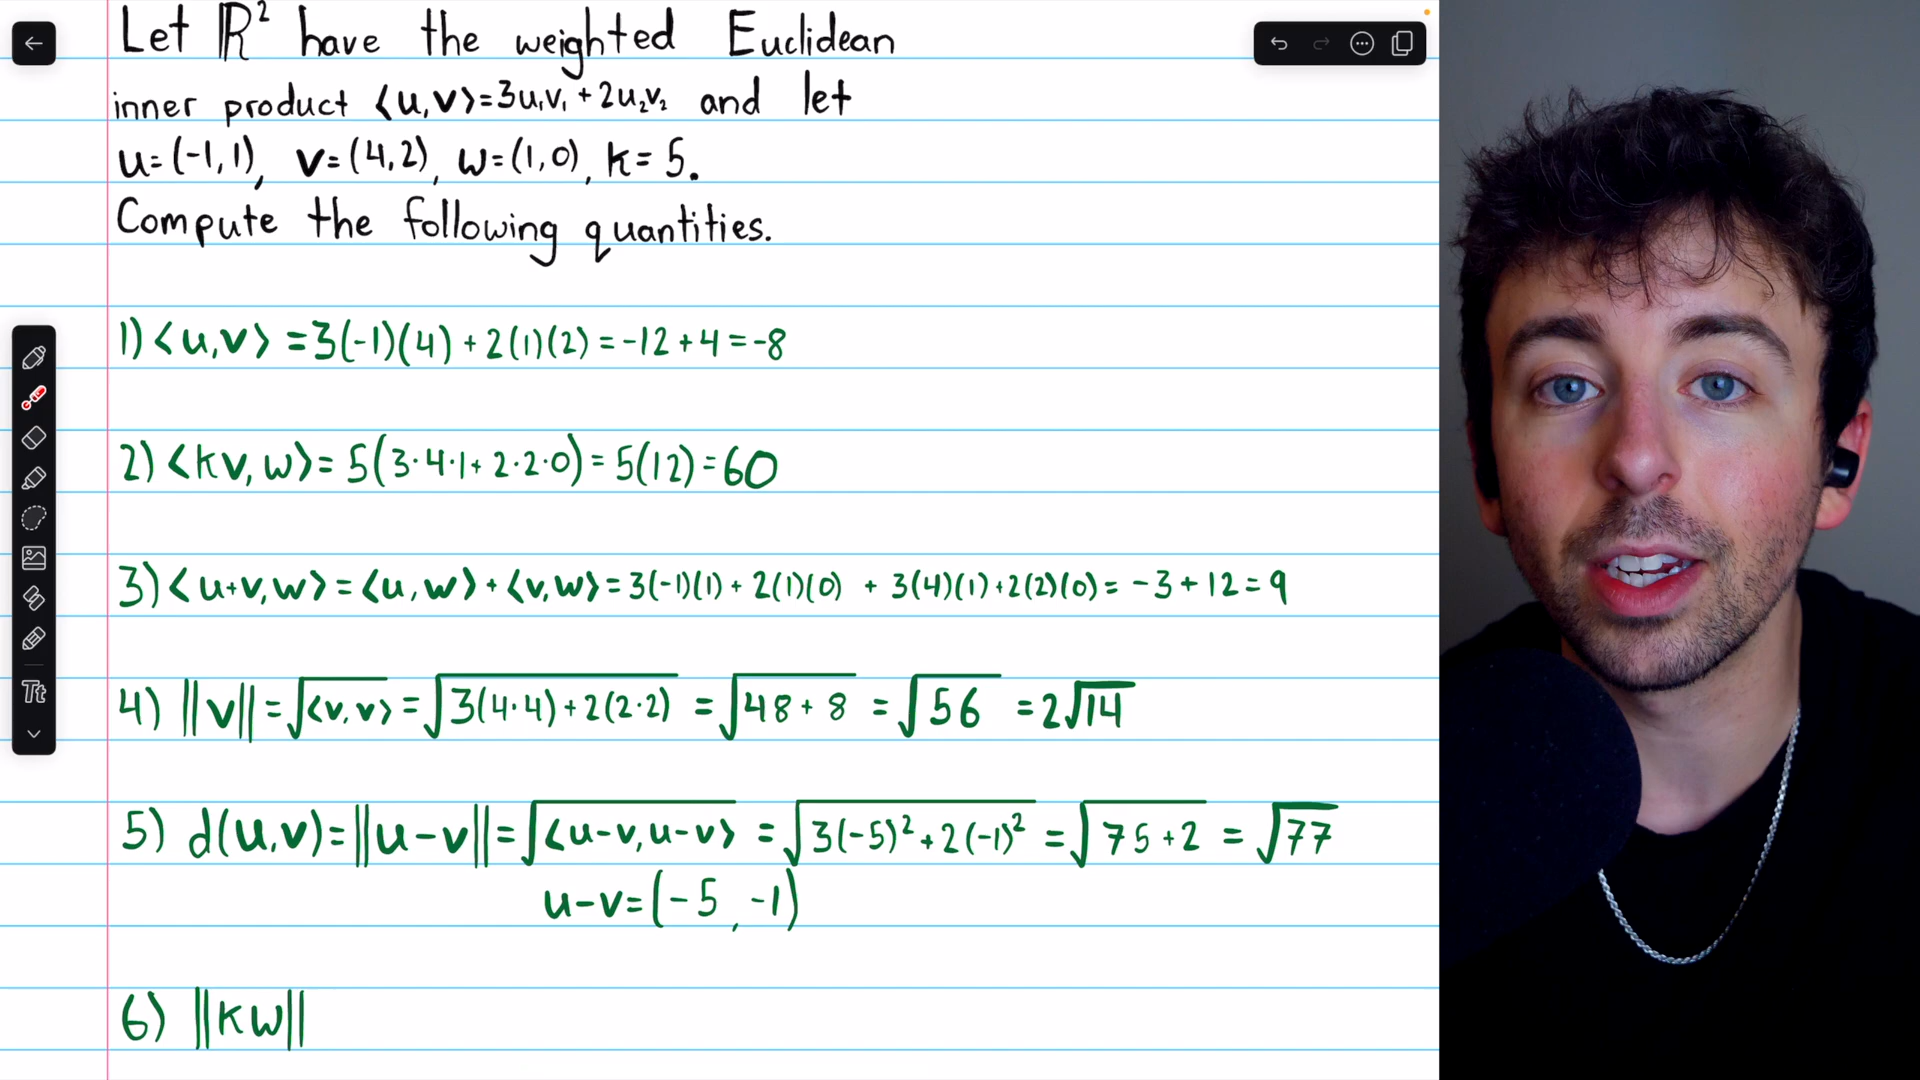 Let ℝ² have the weighted Euclidean
inner product ⟨u,v⟩=3u₁v₁+2u₂v₂ and let
u=(-1,1), v=(4,2), w=(1,0), k=5.
Compute the following quantities.
1) ⟨u,v⟩ =3(-1)(4)+2(1)(2)=-12+4=-8
2) ⟨kv,w⟩=5(3·4·1+2·2·0)=5(12)=60
3) ⟨u+v,w⟩=⟨u,w⟩+⟨v,w⟩=3(-1)(1)+2(1)(0) + 3(4)(1)+2(2)(0)=-3+12=9
4) ||v||=√⟨v,v⟩=√3(4·4)+2(2·2) =√48+8 =√56 =2√14
5) d(u,v)=||u-v||=√⟨u-v,u-v⟩ =√3(-5)²+2(-1)² =√75+2 =√77
u-v=(-5,-1)
6) ||kw||
Tt